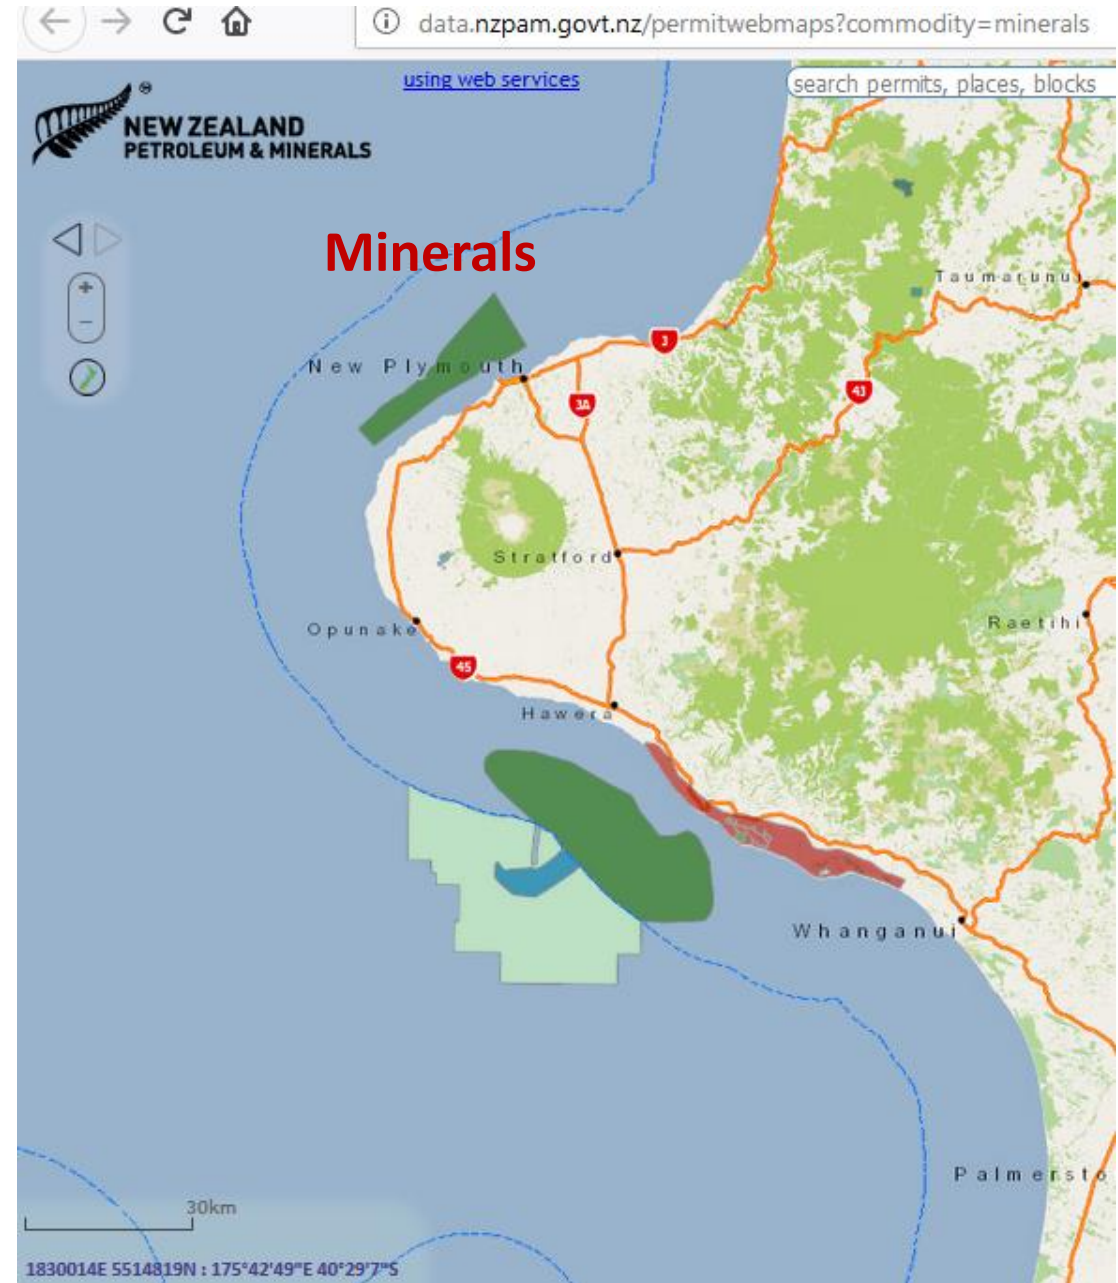 data.nzpam.govt.nz/permitwebmaps?commodity=minerals
using web services
search permits, places, blocks
NEW ZEALAND
PETROLEUM & MINERALS
Minerals
Taumarunui
3
New Plymouth
43
3A
Stratford
Raetihi
Opunake
45
Hawera
Whanganui
Palmersto
30km
1830014E 5514819N : 175°42'49"E 40°29'7"S